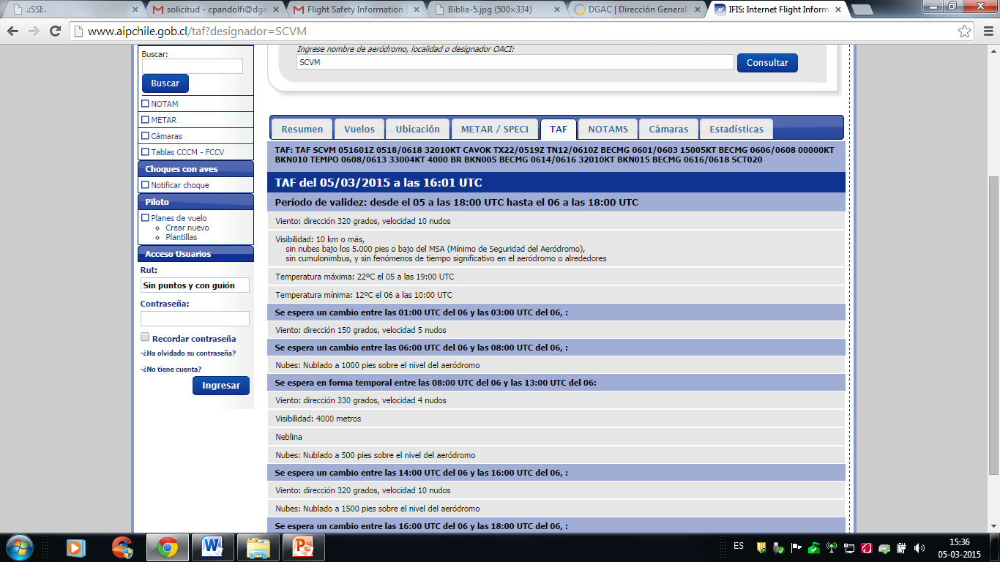 .:SSI:.
solicitud - cpandolfi@dga
Flight Safety Information
Biblia-5.jpg (500×334)
DGAC | Dirección General
IFIS: Internet Flight Inform
www.aipchile.gob.cl/taf?designador=SCVM
Buscar:
Buscar
NOTAM
METAR
Cámaras
Tablas CCCM - FCCV
Choques con aves
Notificar choque
Piloto
Planes de vuelo
Crear nuevo
Plantillas
Acceso Usuarios
Rut:
Sin puntos y con guión
Contraseña:
Recordar contraseña
-¿Ha olvidado su contraseña?
-¿No tiene cuenta?
Ingresar
Ingrese nombre de aeródromo, localidad o designador OACI:
SCVM
Consultar
Resumen
Vuelos
Ubicación
METAR / SPECI
TAF
NOTAMS
Cámaras
Estadísticas
TAF: TAF SCVM 051601Z 0518/0618 32010KT CAVOK TX22/0519Z TN12/0610Z BECMG 0601/0603 15005KT BECMG 0606/0608 00000KT
BKN010 TEMPO 0608/0613 33004KT 4000 BR BKN005 BECMG 0614/0616 32010KT BKN015 BECMG 0616/0618 SCT020
TAF del 05/03/2015 a las 16:01 UTC
Período de validez: desde el 05 a las 18:00 UTC hasta el 06 a las 18:00 UTC
Viento: dirección 320 grados, velocidad 10 nudos
Visibilidad: 10 km o más,
sin nubes bajo los 5.000 pies o bajo del MSA (Mínimo de Seguridad del Aeródromo),
sin cumulonimbus, y sin fenómenos de tiempo significativo en el aeródromo o alrededores
Temperatura máxima: 22ºC el 05 a las 19:00 UTC
Temperatura mínima: 12ºC el 06 a las 10:00 UTC
Se espera un cambio entre las 01:00 UTC del 06 y las 03:00 UTC del 06, :
Viento: dirección 150 grados, velocidad 5 nudos
Se espera un cambio entre las 06:00 UTC del 06 y las 08:00 UTC del 06, :
Nubes: Nublado a 1000 pies sobre el nivel del aeródromo
Se espera en forma temporal entre las 08:00 UTC del 06 y las 13:00 UTC del 06:
Viento: dirección 330 grados, velocidad 4 nudos
Visibilidad: 4000 metros
Neblina
Nubes: Nublado a 500 pies sobre el nivel del aeródromo
Se espera un cambio entre las 14:00 UTC del 06 y las 16:00 UTC del 06, :
Viento: dirección 320 grados, velocidad 10 nudos
Nubes: Nublado a 1500 pies sobre el nivel del aeródromo
Se espera un cambio entre las 16:00 UTC del 06 y las 18:00 UTC del 06, :
ES
15:36
05-03-2015